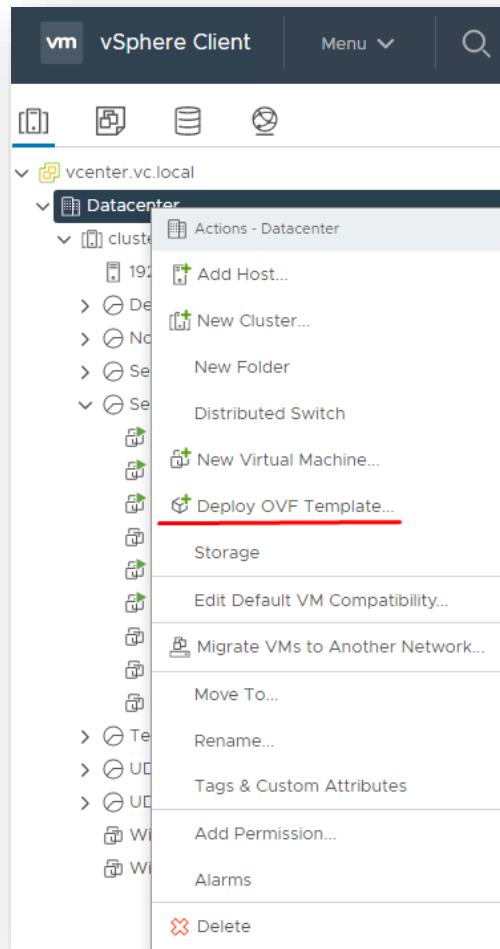 vm vSphere Client Menu
vcenter.vc.local
Datacenter
Actions - Datacenter
Add Host...
New Cluster...
New Folder
Distributed Switch
New Virtual Machine...
Deploy OVF Template...
Storage
Edit Default VM Compatibility...
Migrate VMs to Another Network...
Move To...
Rename...
Tags & Custom Attributes
Add Permission...
Alarms
Delete